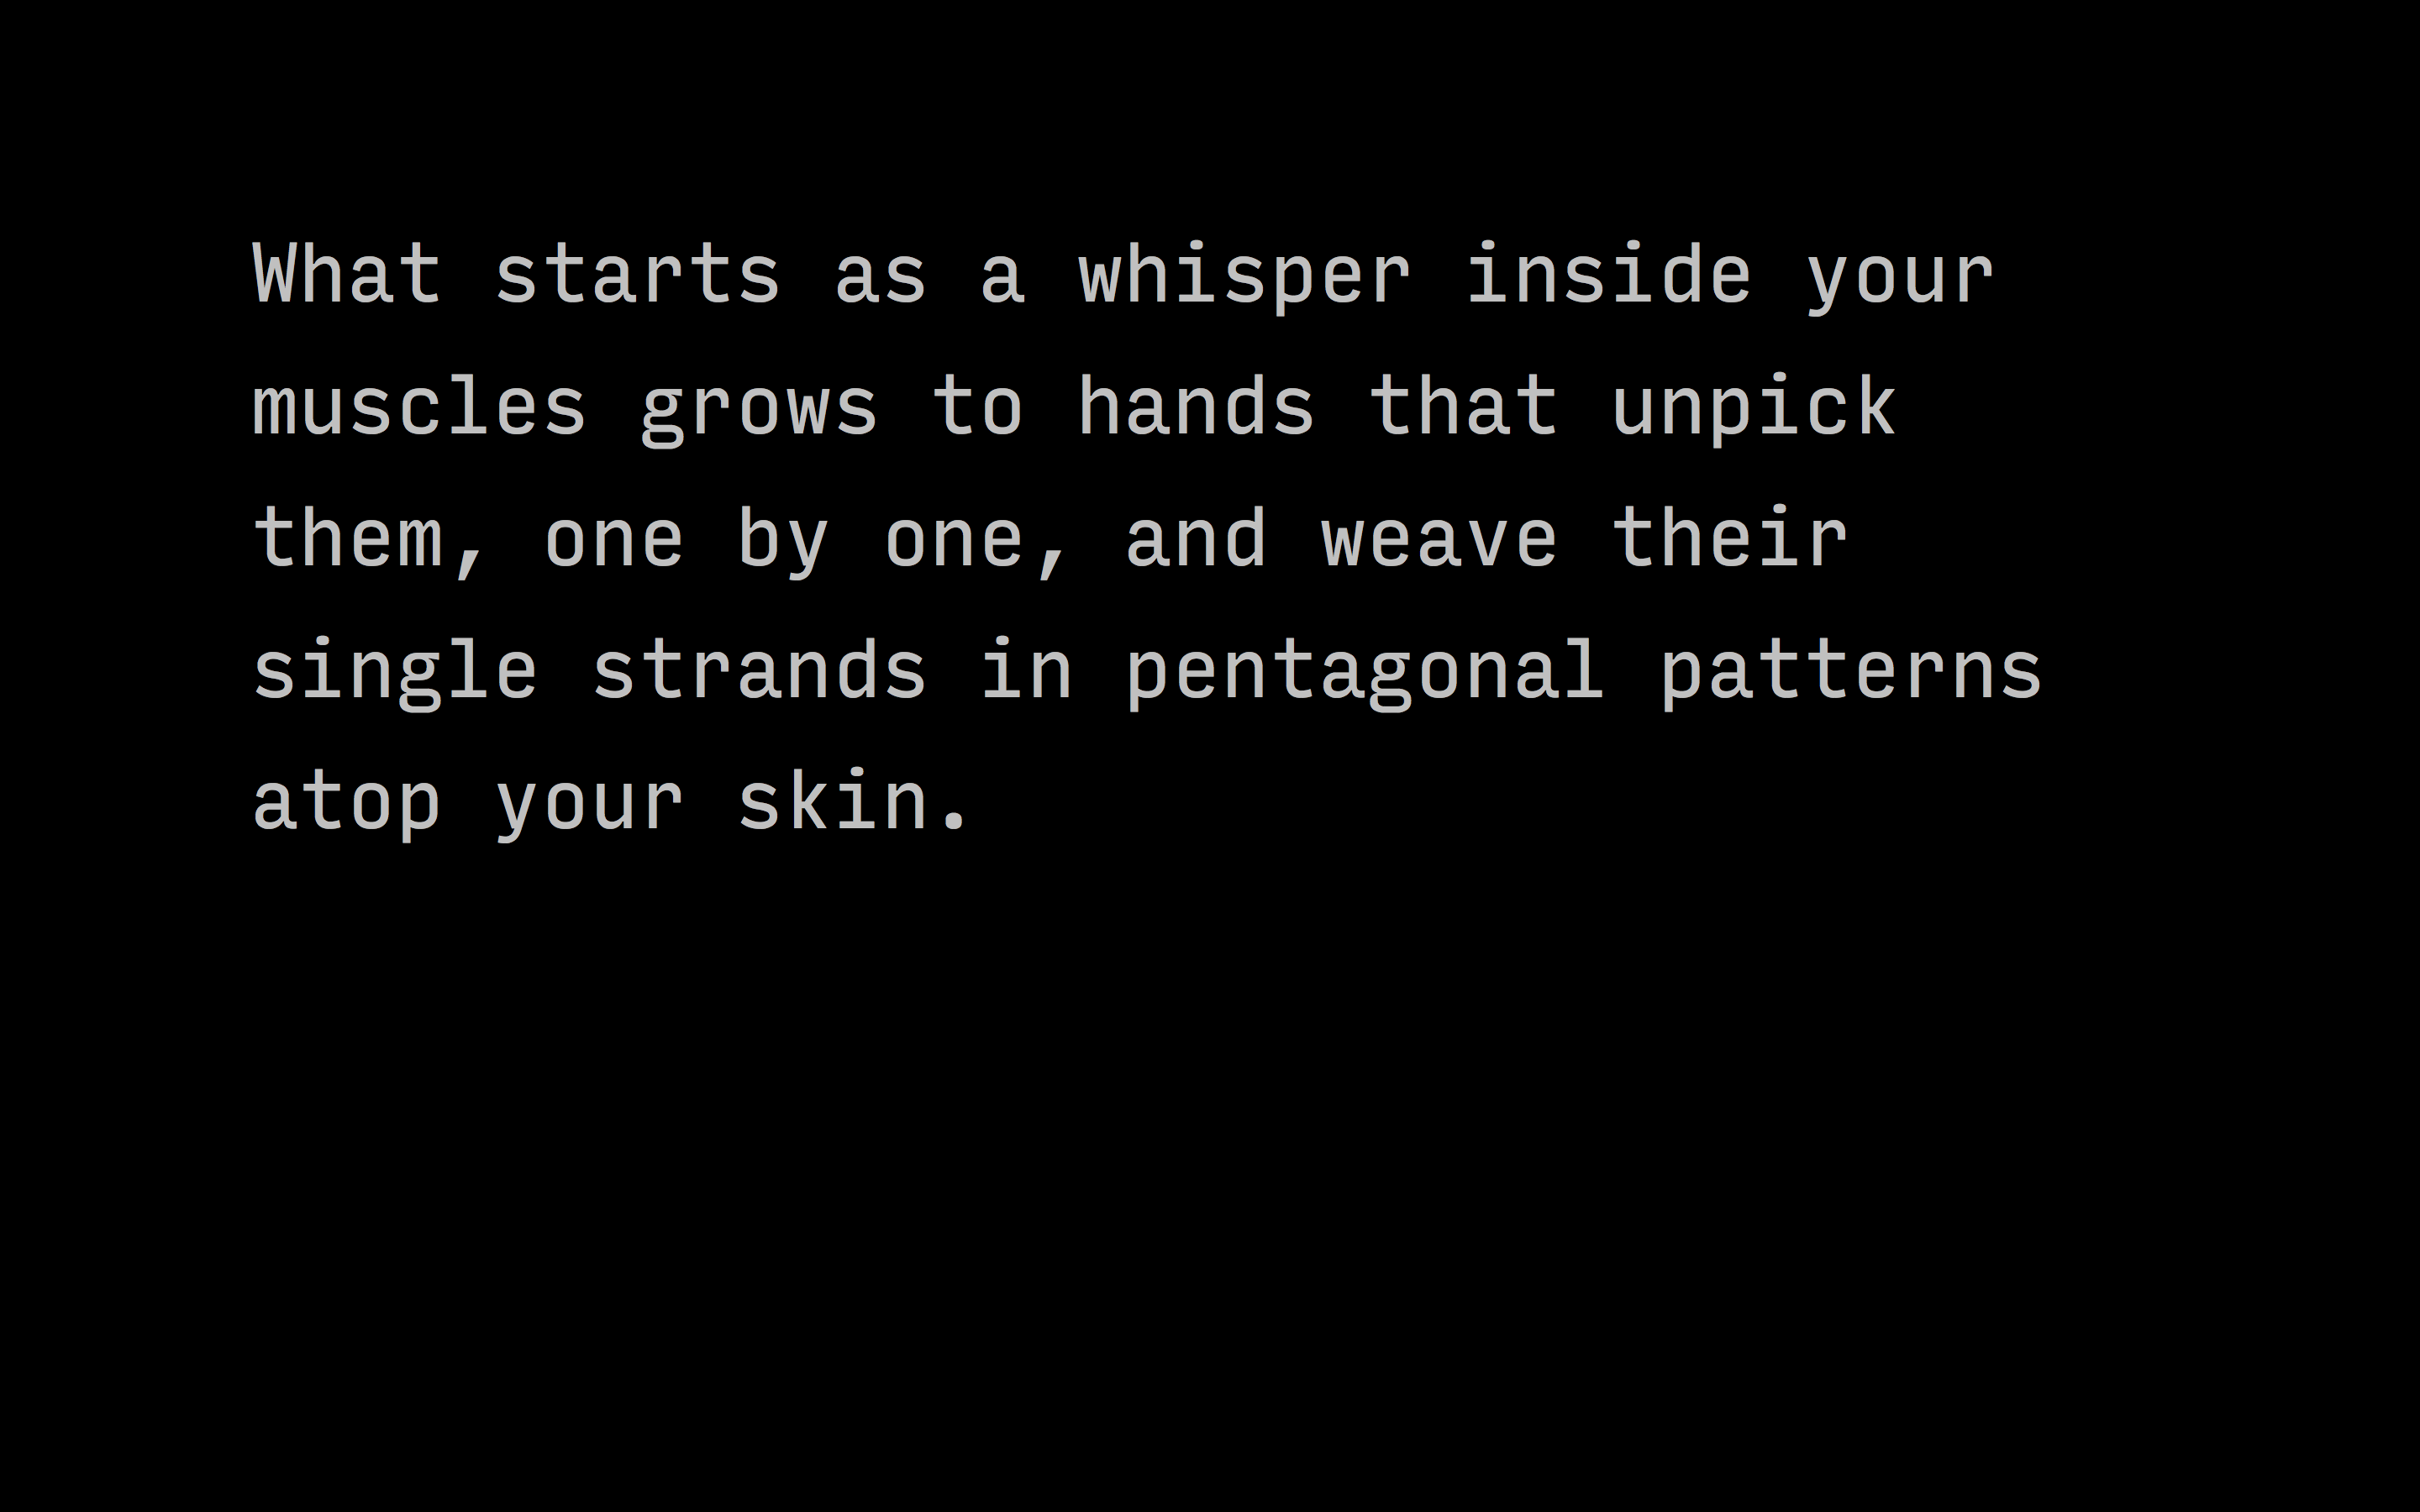 What starts as a whisper inside your
muscles grows to hands that unpick
them, one by one, and weave their
single strands in pentagonal patterns
atop your skin.